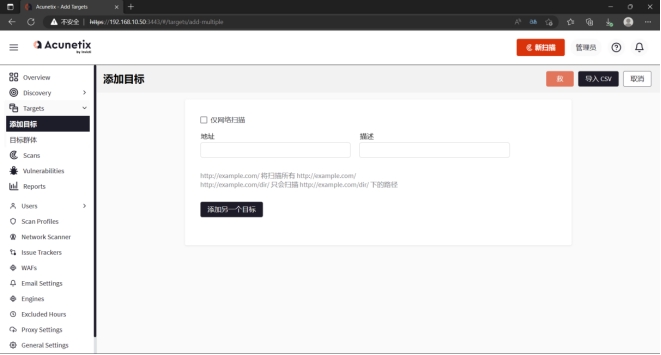 Acunetix - Add Targets
不安全 | https://192.168.10.50:3443/#/targets/add-multiple
Acunetix
by Invicti
新扫描
管理员
Overview
Discovery
Targets
添加目标
目标群体
Scans
Vulnerabilities
Reports
Users
Scan Profiles
Network Scanner
Issue Trackers
WAFs
Email Settings
Engines
Excluded Hours
Proxy Settings
General Settings
添加目标
导入 CSV
取消
仅网络扫描
地址
描述
http://example.com/ 将扫描所有 http://example.com/
http://example.com/dir/ 只会扫描 http://example.com/dir/ 下的路径
添加另一个目标